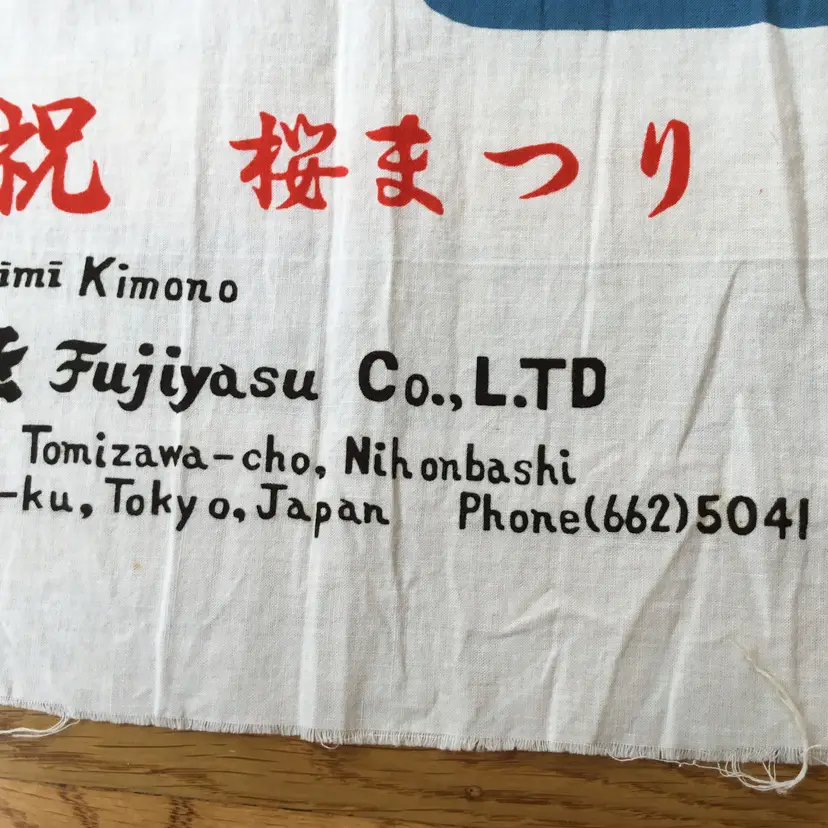 祝 桜まつり
Kimono
Fujiyasu Co., L.TD
Tomizawa-cho, Nihonbashi
-ku, Tokyo, Japan Phone(662)5041